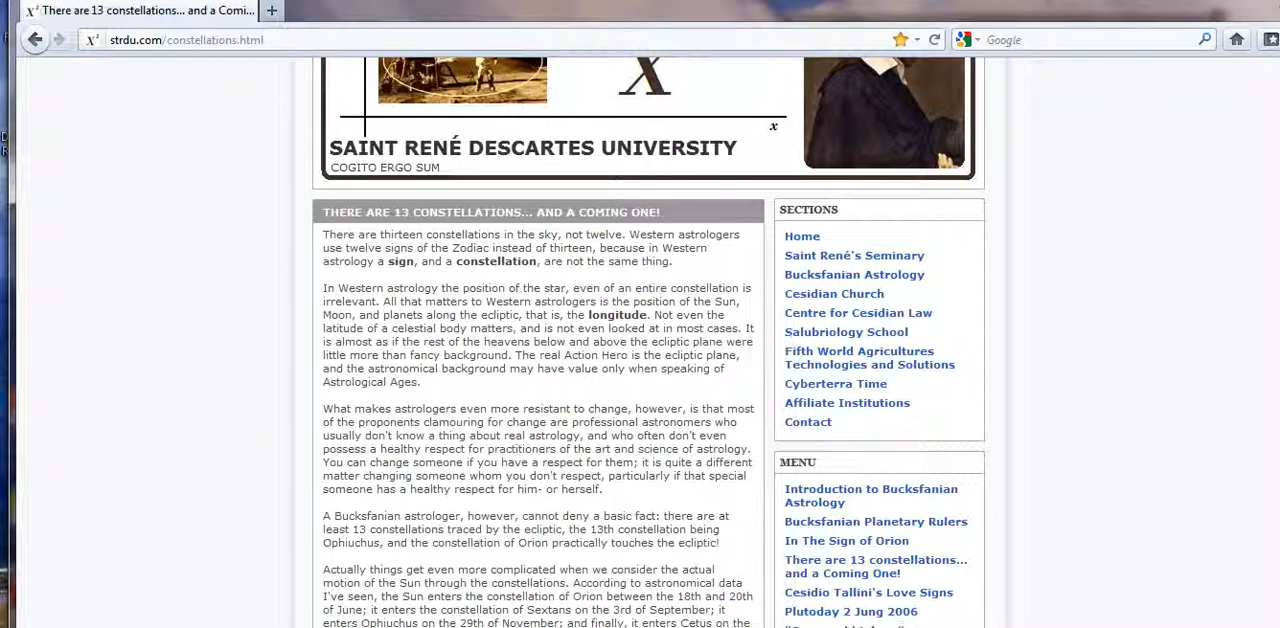 There are 13 constellations... and a Comi...
strdu.com/constellations.html
Google
X
x
SAINT RENÉ DESCARTES UNIVERSITY
COGITO ERGO SUM
THERE ARE 13 CONSTELLATIONS... AND A COMING ONE!
There are thirteen constellations in the sky, not twelve. Western astrologers
use twelve signs of the Zodiac instead of thirteen, because in Western
astrology a sign, and a constellation, are not the same thing.
In Western astrology the position of the star, even of an entire constellation is
irrelevant. All that matters to Western astrologers is the position of the Sun,
Moon, and planets along the ecliptic, that is, the longitude. Not even the
latitude of a celestial body matters, and is not even looked at in most cases. It
is almost as if the rest of the heavens below and above the ecliptic plane were
little more than fancy background. The real Action Hero is the ecliptic plane,
and the astronomical background may have value only when speaking of
Astrological Ages.
What makes astrologers even more resistant to change, however, is that most
of the proponents clamouring for change are professional astronomers who
usually don't know a thing about real astrology, and who often don't even
possess a healthy respect for practitioners of the art and science of astrology.
You can change someone if you have a respect for them; it is quite a different
matter changing someone whom you don't respect, particularly if that special
someone has a healthy respect for him- or herself.
A Bucksfanian astrologer, however, cannot deny a basic fact: there are at
least 13 constellations traced by the ecliptic, the 13th constellation being
Ophiuchus, and the constellation of Orion practically touches the ecliptic!
Actually things get even more complicated when we consider the actual
motion of the Sun through the constellations. According to astronomical data
I've seen, the Sun enters the constellation of Orion between the 18th and 20th
of June; it enters the constellation of Sextans on the 3rd of September; it
enters Ophiuchus on the 29th of November; and finally, it enters Cetus on the
SECTIONS
Home
Saint René's Seminary
Bucksfanian Astrology
Cesidian Church
Centre for Cesidian Law
Salubriology School
Fifth World Agricultures
Technologies and Solutions
Cyberterra Time
Affiliate Institutions
Contact
MENU
Introduction to Bucksfanian
Astrology
Bucksfanian Planetary Rulers
In The Sign of Orion
There are 13 constellations...
and a Coming One!
Cesidio Tallini's Love Signs
Plutoday 2 Jung 2006